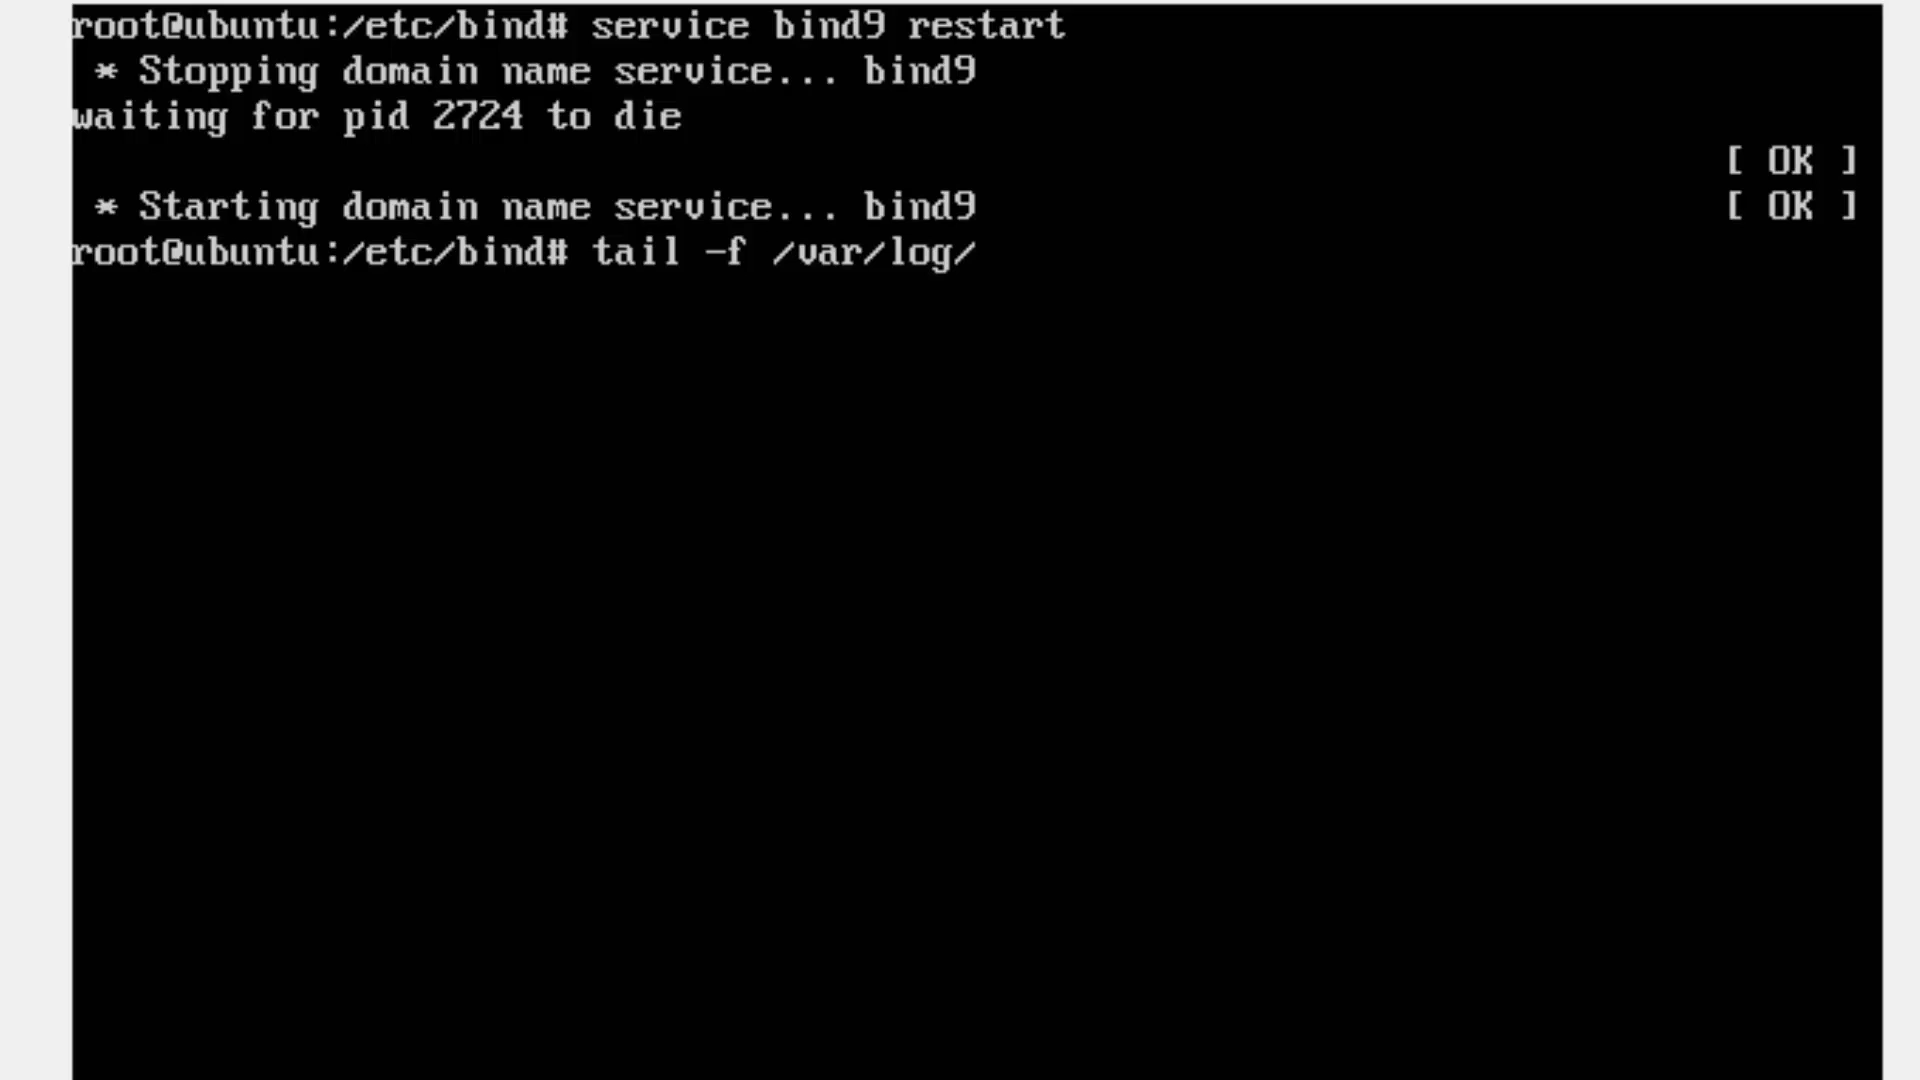 root@ubuntu:/etc/bind# service bind9 restart
 * Stopping domain name service... bind9
waiting for pid 2724 to die
[ OK ]
 * Starting domain name service... bind9 [ OK ]
root@ubuntu:/etc/bind# tail -f /var/log/